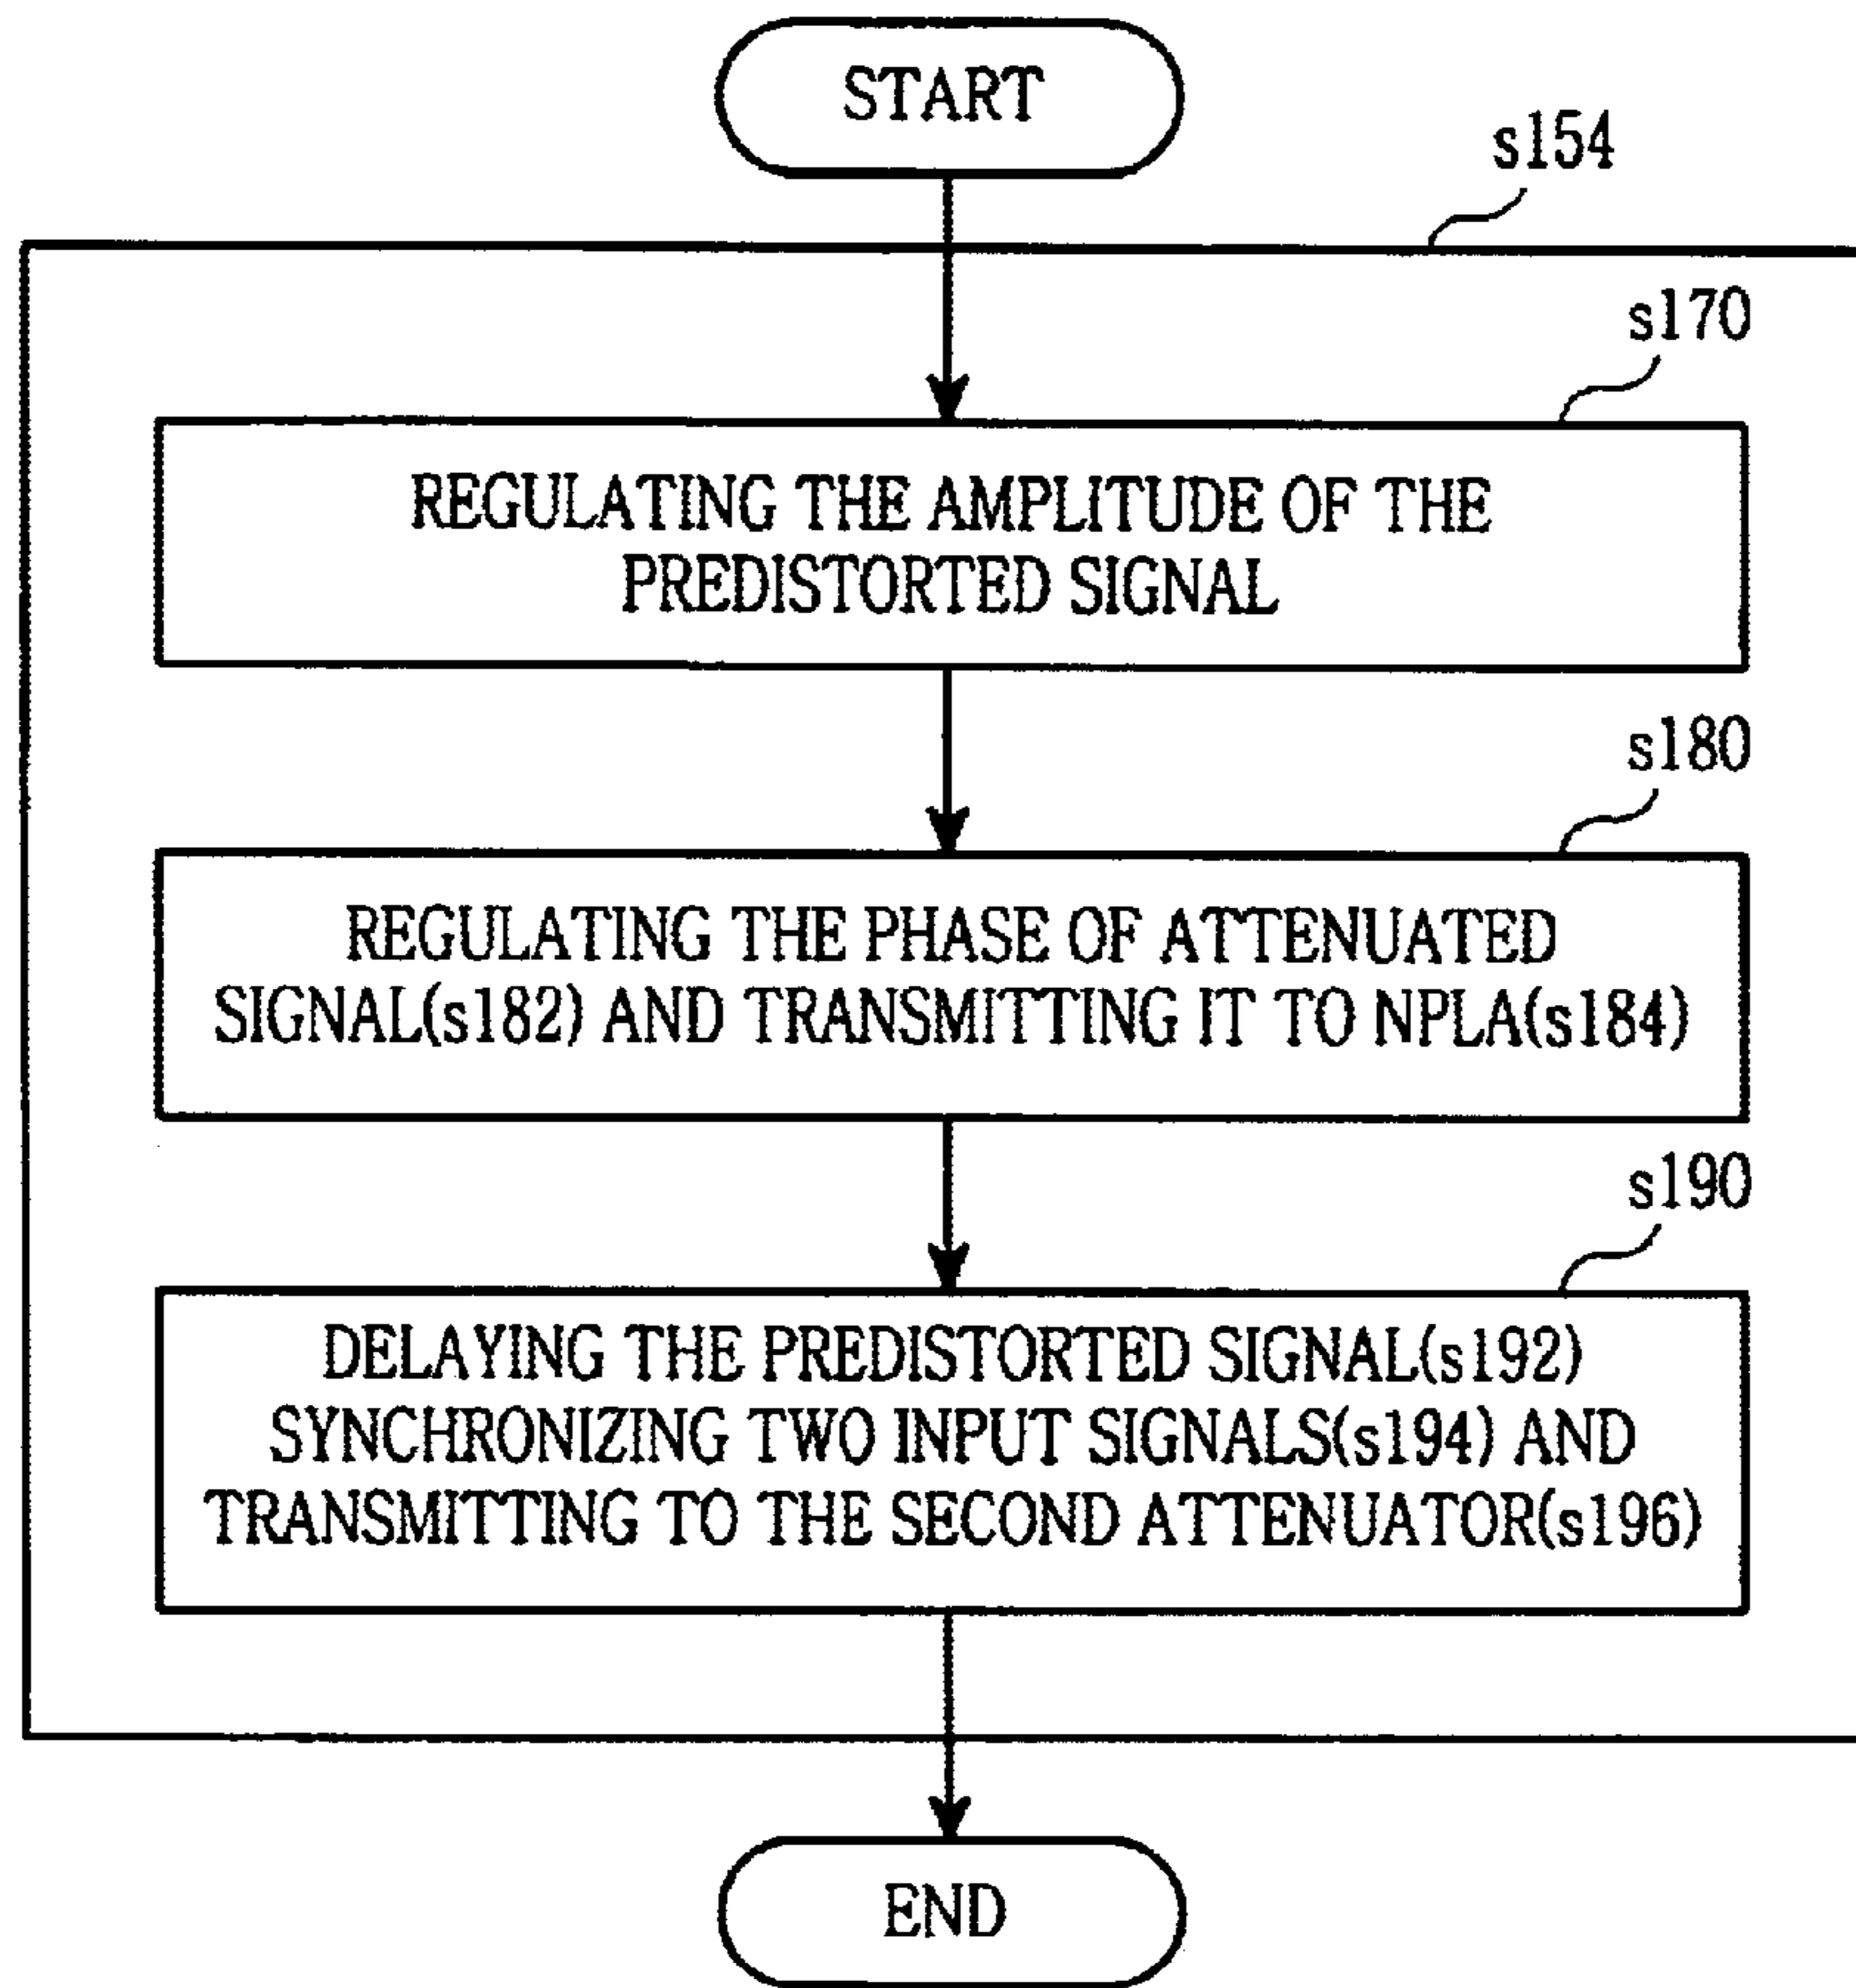 START
s154
s170
REGULATING THE AMPLITUDE OF THE
PREDISTORTED SIGNAL
s180
REGULATING THE PHASE OF ATTENUATED
SIGNAL(s182) AND TRANSMITTING IT TO NPLA(s184)
s190
DELAYING THE PREDISTORTED SIGNAL(s192)
SYNCHRONIZING TWO INPUT SIGNALS(s194) AND
TRANSMITTING TO THE SECOND ATTENUATOR(s196)
END